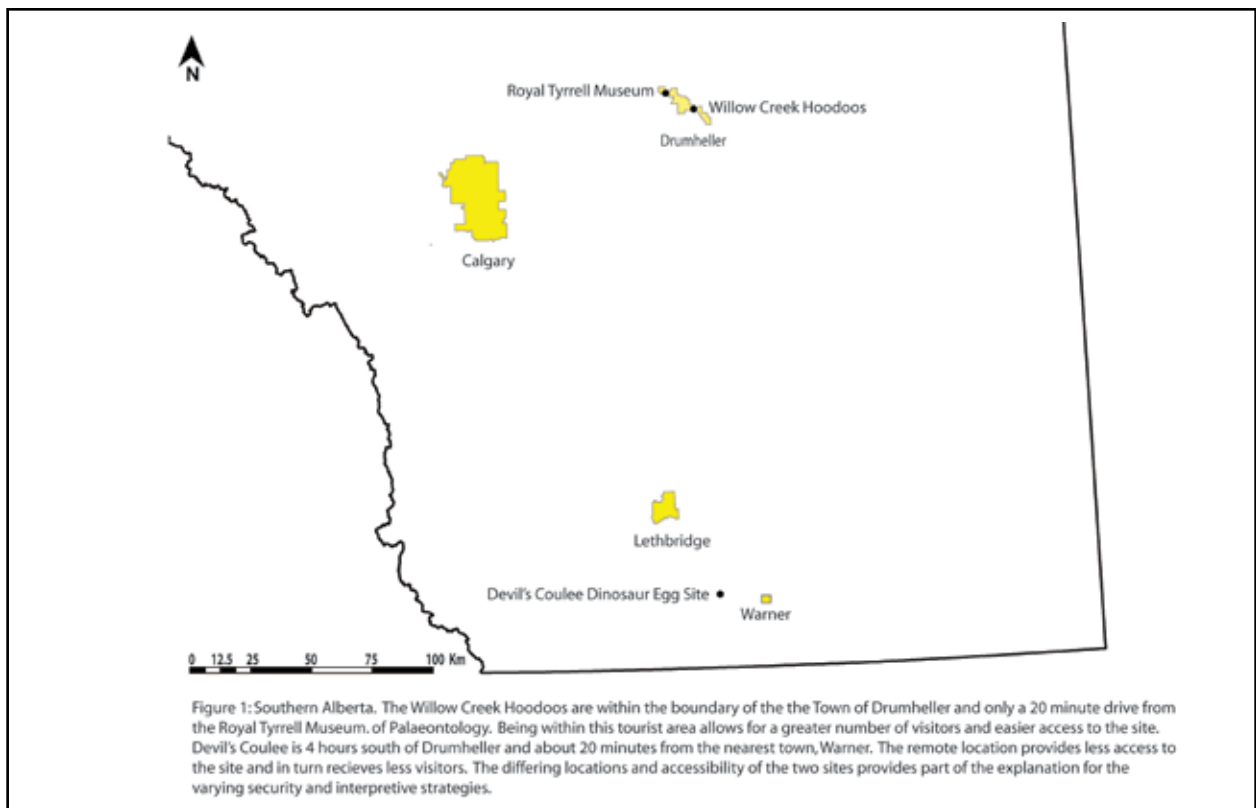 N
Royal Tyrrell Museum
Willow Creek Hoodoos
Drumheller
Calgary
Lethbridge
Devil's Coulee Dinosaur Egg Site
Warner
0 12.5 25 50 75 100 Km
Figure 1: Southern Alberta. The Willow Creek Hoodoos are within the boundary of the the Town of Drumheller and only a 20 minute drive from
the Royal Tyrrell Museum. of Palaeontology. Being within this tourist area allows for a greater number of visitors and easier access to the site.
Devil's Coulee is 4 hours south of Drumheller and about 20 minutes from the nearest town, Warner. The remote location provides less access to
the site and in turn recieves less visitors. The differing locations and accessibility of the two sites provides part of the explanation for the
varying security and interpretive strategies.